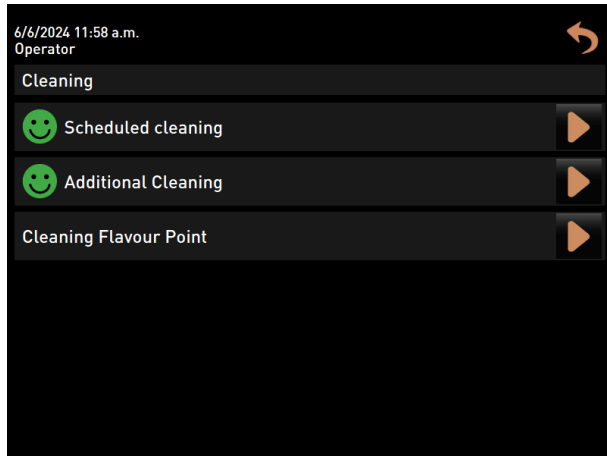 6/6/2024 11:58 a.m.
Operator
Cleaning
Scheduled cleaning
Additional Cleaning
Cleaning Flavour Point